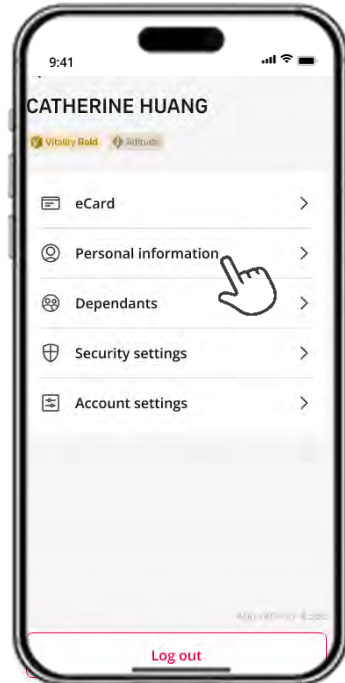 9:41
CATHERINE HUANG
Vitality Gold
eCard
Personal information
Dependants
Security settings
Account settings
Log out